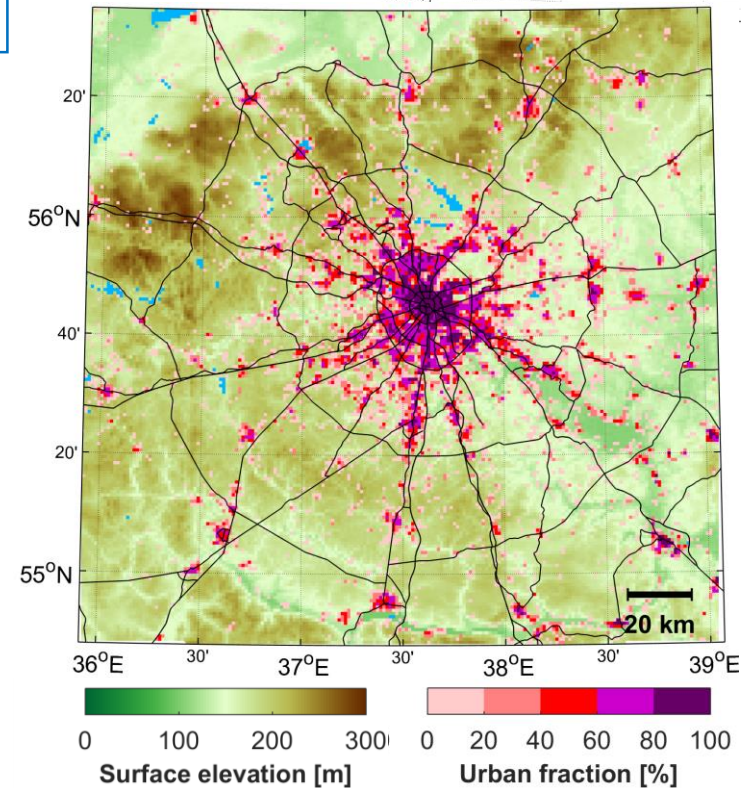 20'
56°N
40'
20'
55°N
20 km
36°E 30' 37°E 30' 38°E 30' 39°E
0 100 200 300 0 20 40 60 80 100
Surface elevation [m] Urban fraction [%]